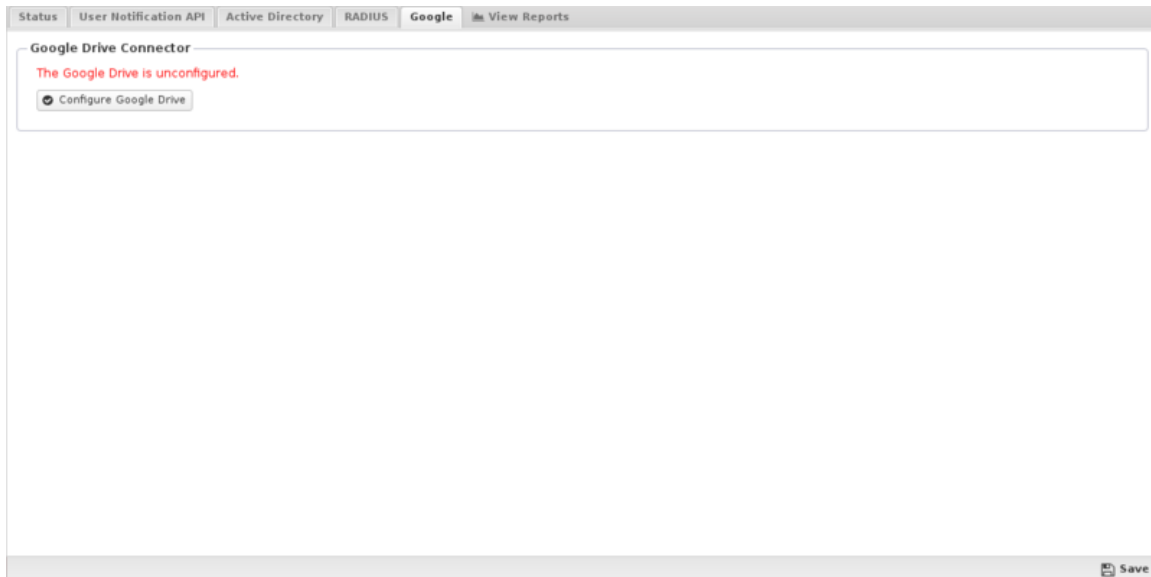 Status User Notification API Active Directory RADIUS Google View Reports
Google Drive Connector
The Google Drive is unconfigured.
Configure Google Drive
Save